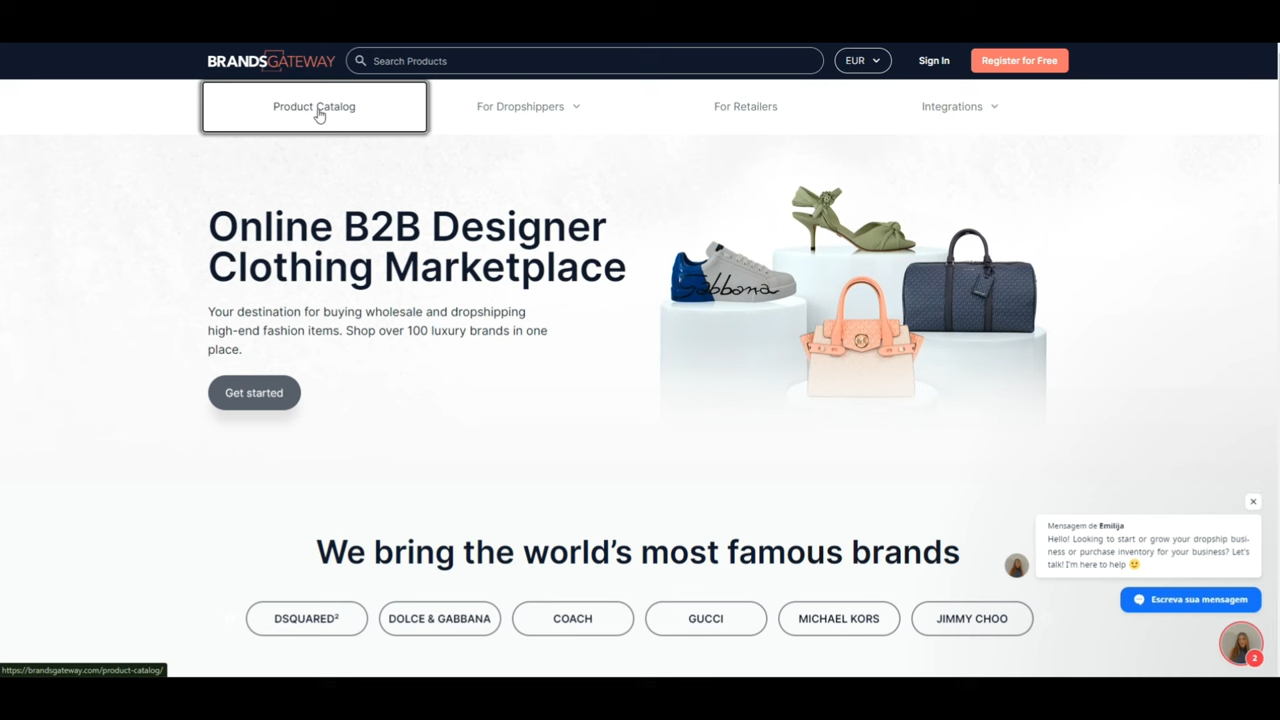 BRANDSGATEWAY
Search Products
EUR
Sign In
Register for Free
Product Catalog
For Dropshippers
For Retailers
Integrations
Online B2B Designer
Clothing Marketplace
Your destination for buying wholesale and dropshipping
high-end fashion items. Shop over 100 luxury brands in one
place.
Get started
Gabbana
We bring the world's most famous brands
DSQUARED²
DOLCE & GABBANA
COACH
GUCCI
MICHAEL KORS
JIMMY CHOO
Mensagem de Emilija
Hello! Looking to start or grow your dropship busi-
ness or purchase inventory for your business? Let's
talk! I'm here to help 🙂
Escreva sua mensagem
2
https://brandsgateway.com/product-catalog/